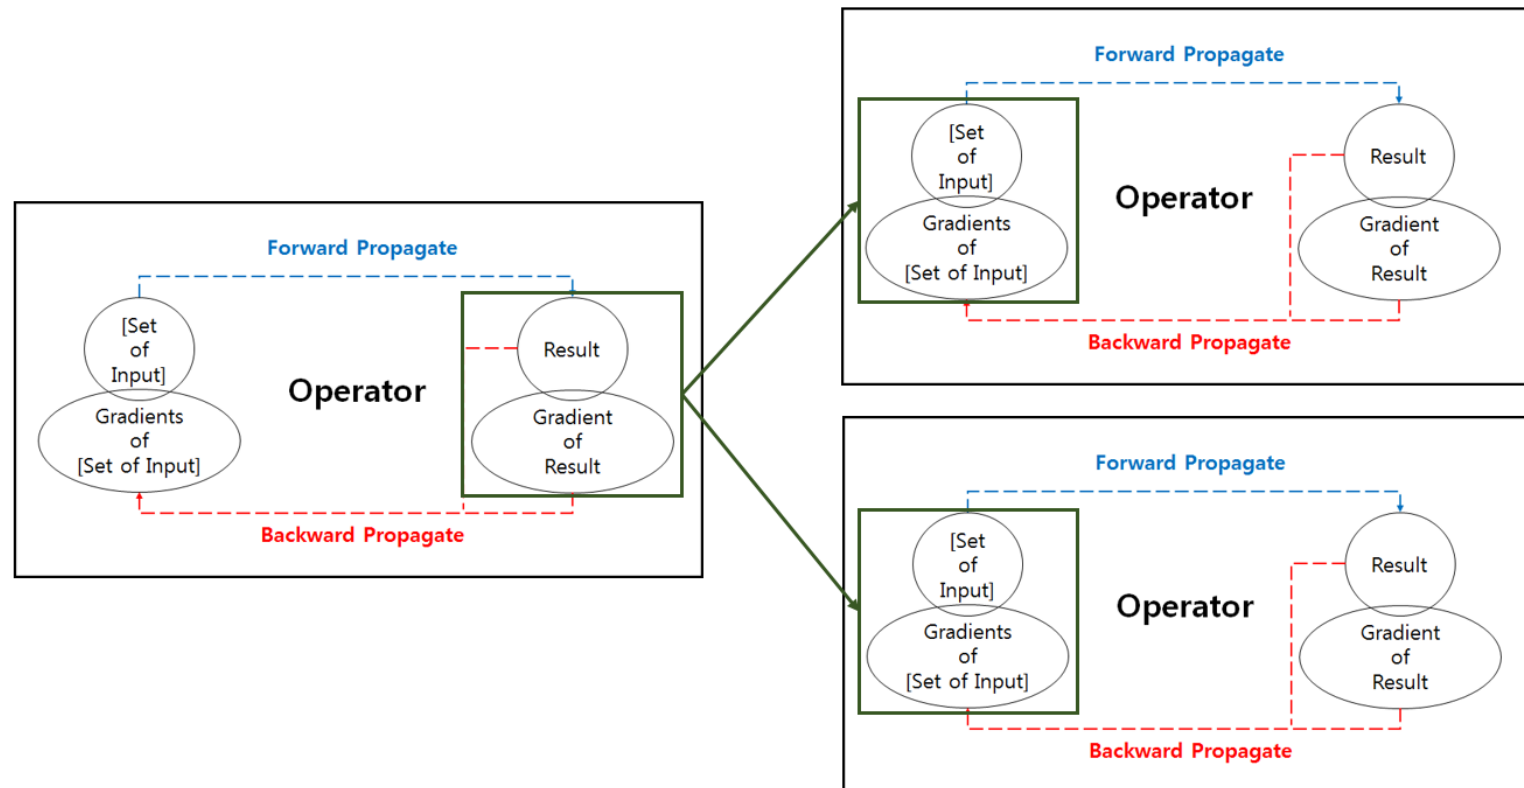 Forward Propagate
[Set
of
Input]
Operator
Result
Gradients
of
[Set of Input]
Gradient
of
Result
Backward Propagate
Forward Propagate
[Set
of
Input]
Operator
Result
Gradients
of
[Set of Input]
Gradient
of
Result
Backward Propagate
Forward Propagate
[Set
of
Input]
Operator
Result
Gradients
of
[Set of Input]
Gradient
of
Result
Backward Propagate